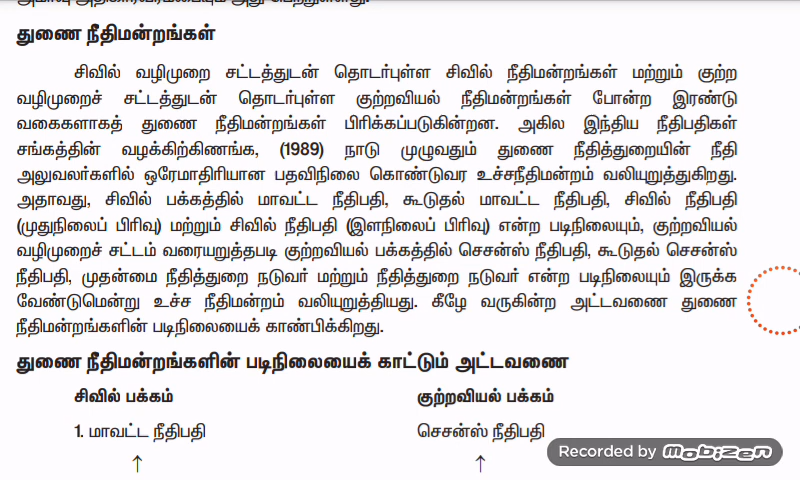 துணை நீதிமன்றங்கள்
சிவில் வழிமுறை சட்டத்துடன் தொடர்புள்ள சிவில் நீதிமன்றங்கள் மற்றும் குற்ற
வழிமுறைச் சட்டத்துடன் தொடர்புள்ள குற்றவியல் நீதிமன்றங்கள் போன்ற இரண்டு
வகைகளாகத் துணை நீதிமன்றங்கள் பிரிக்கப்படுகின்றன. அகில இந்திய நீதிபதிகள்
சங்கத்தின் வழக்கிற்கிணங்க, (1989) நாடு முழுவதும் துணை நீதித்துறையின் நீதி
அலுவலர்களில் ஒரேமாதிரியான பதவிநிலை கொண்டுவர உச்சநீதிமன்றம் வலியுறுத்துகிறது.
அதாவது, சிவில் பக்கத்தில் மாவட்ட நீதிபதி, கூடுதல் மாவட்ட நீதிபதி, சிவில் நீதிபதி
(முதுநிலைப் பிரிவு) மற்றும் சிவில் நீதிபதி (இளநிலைப் பிரிவு) என்ற படிநிலையும், குற்றவியல்
வழிமுறைச் சட்டம் வரையறுத்தபடி குற்றவியல் பக்கத்தில் செசன்ஸ் நீதிபதி, கூடுதல் செசன்ஸ்
நீதிபதி, முதன்மை நீதித்துறை நடுவர் மற்றும் நீதித்துறை நடுவர் என்ற படிநிலையும் இருக்க
வேண்டுமென்று உச்ச நீதிமன்றம் வலியுறுத்தியது. கீழே வருகின்ற அட்டவணை துணை
நீதிமன்றங்களின் படிநிலையைக் காண்பிக்கிறது.
துணை நீதிமன்றங்களின் படிநிலையைக் காட்டும் அட்டவணை
சிவில் பக்கம் குற்றவியல் பக்கம்
1. மாவட்ட நீதிபதி செசன்ஸ் நீதிபதி
Recorded by mobizen